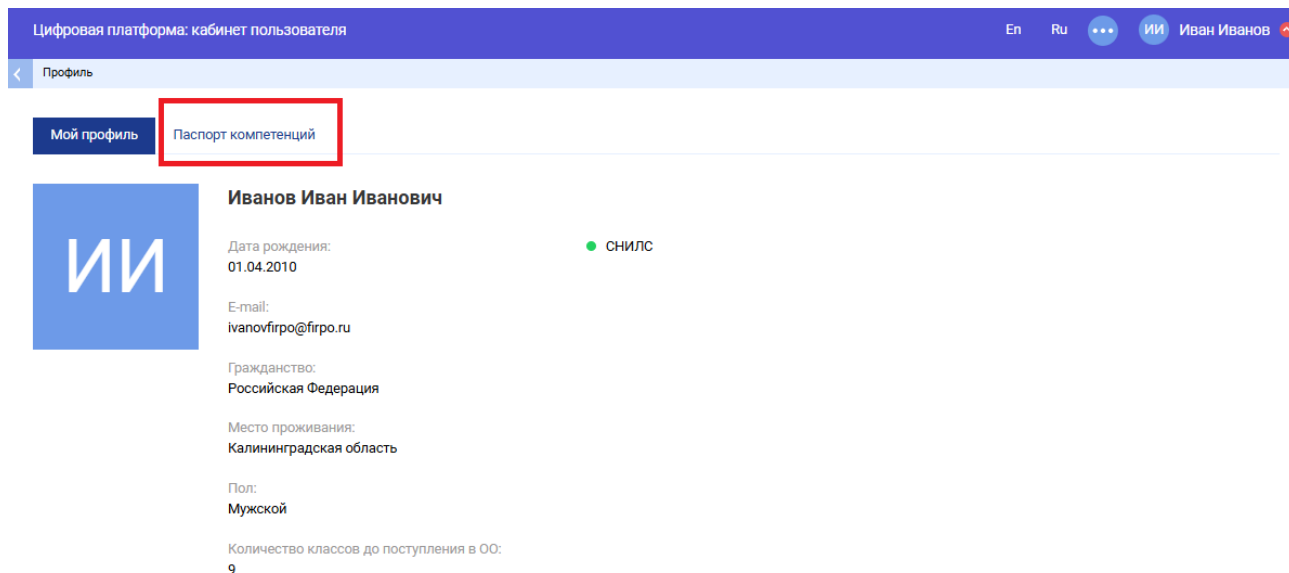 Цифровая платформа: кабинет пользователя En Ru ИИ Иван Иванов
Профиль
Мой профиль Паспорт компетенций
ИИ
Иванов Иван Иванович
Дата рождения: СНИЛС
01.04.2010
E-mail:
ivanovfirpo@firpo.ru
Гражданство:
Российская Федерация
Место проживания:
Калининградская область
Пол:
Мужской
Количество классов до поступления в ОО:
9